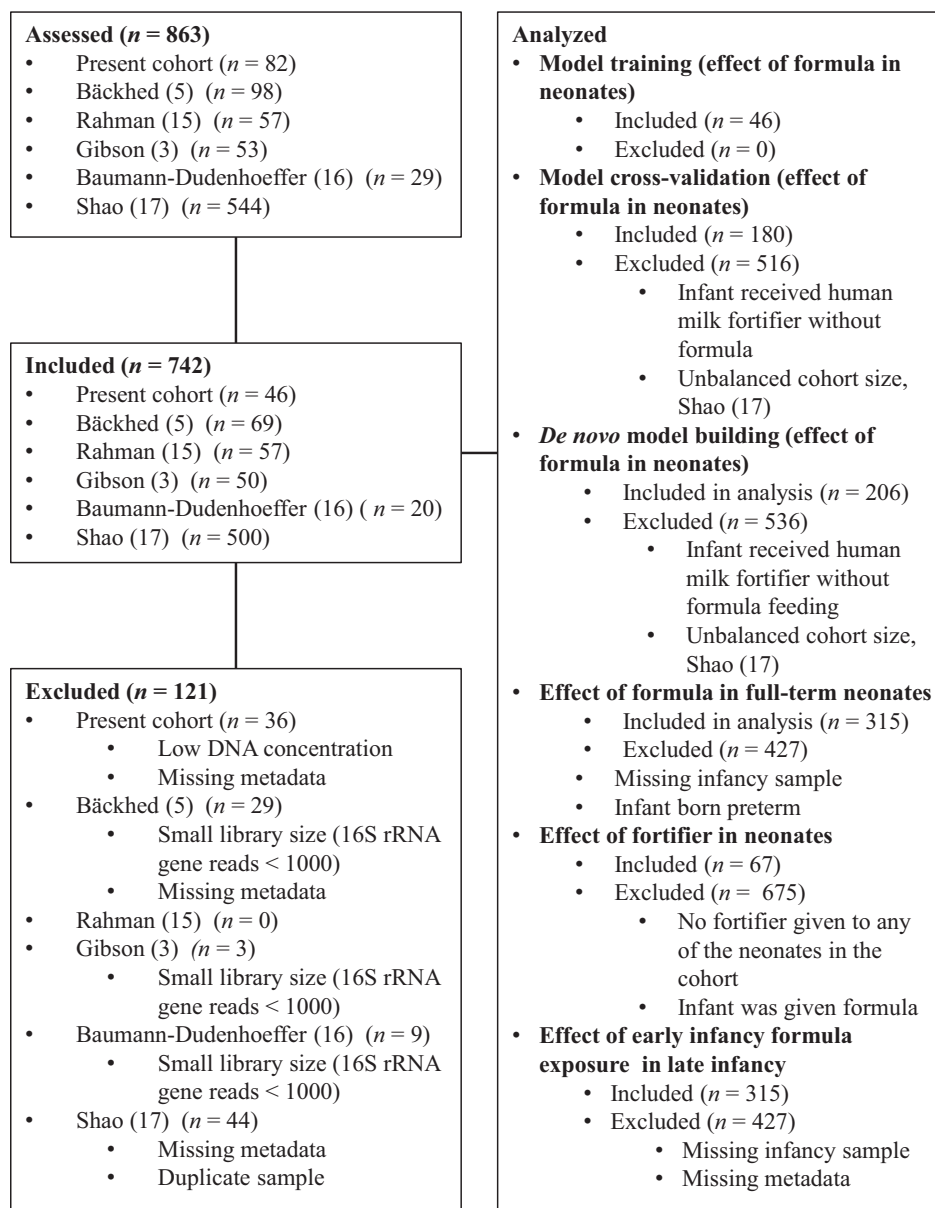 Assessed (n = 863)
• Present cohort (n = 82)
• Bäckhed (5) (n = 98)
• Rahman (15) (n = 57)
• Gibson (3) (n = 53)
• Baumann-Dudenhoeffer (16) (n = 29)
• Shao (17) (n = 544)
Included (n = 742)
• Present cohort (n = 46)
• Bäckhed (5) (n = 69)
• Rahman (15) (n = 57)
• Gibson (3) (n = 50)
• Baumann-Dudenhoeffer (16) ( n = 20)
• Shao (17) (n = 500)
Excluded (n = 121)
• Present cohort (n = 36)
• Low DNA concentration
• Missing metadata
• Bäckhed (5) (n = 29)
• Small library size (16S rRNA
gene reads < 1000)
• Missing metadata
• Rahman (15) (n = 0)
• Gibson (3) (n = 3)
• Small library size (16S rRNA
gene reads < 1000)
• Baumann-Dudenhoeffer (16) (n = 9)
• Small library size (16S rRNA
gene reads < 1000)
• Shao (17) (n = 44)
• Missing metadata
• Duplicate sample
Analyzed
• Model training (effect of formula in
neonates)
• Included (n = 46)
• Excluded (n = 0)
• Model cross-validation (effect of
formula in neonates)
• Included (n = 180)
• Excluded (n = 516)
• Infant received human
milk fortifier without
formula
• Unbalanced cohort size,
Shao (17)
• De novo model building (effect of
formula in neonates)
• Included in analysis (n = 206)
• Excluded (n = 536)
• Infant received human
milk fortifier without
formula feeding
• Unbalanced cohort size,
Shao (17)
• Effect of formula in full-term neonates
• Included in analysis (n = 315)
• Excluded (n = 427)
• Missing infancy sample
• Infant born preterm
• Effect of fortifier in neonates
• Included (n = 67)
• Excluded (n = 675)
• No fortifier given to any
of the neonates in the
cohort
• Infant was given formula
• Effect of early infancy formula
exposure in late infancy
• Included (n = 315)
• Excluded (n = 427)
• Missing infancy sample
• Missing metadata